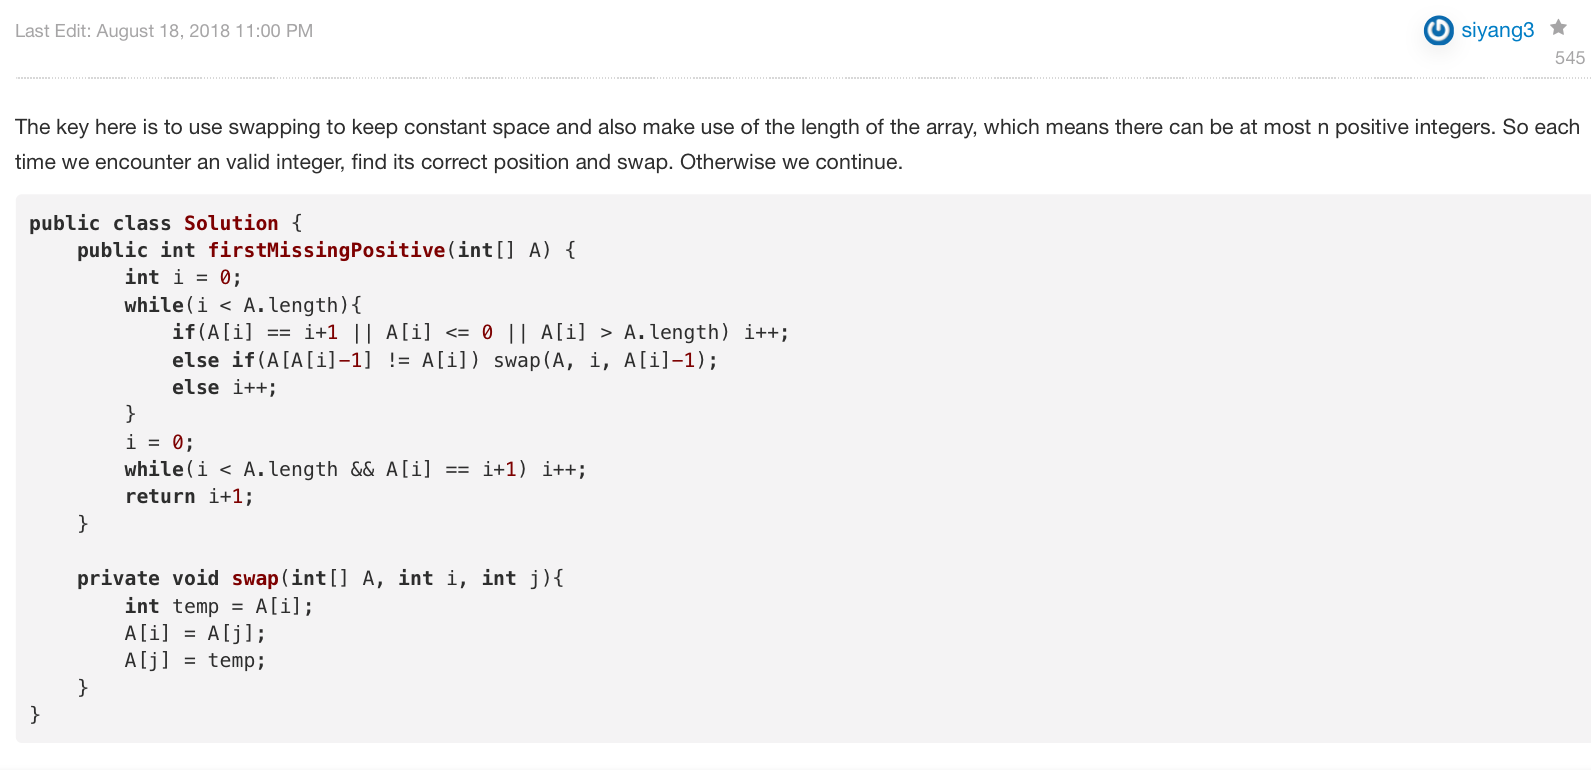 Last Edit: August 18, 2018 11:00 PM
siyang3
545
The key here is to use swapping to keep constant space and also make use of the length of the array, which means there can be at most n positive integers. So each
time we encounter an valid integer, find its correct position and swap. Otherwise we continue.
public class Solution {
    public int firstMissingPositive(int[] A) {
        int i = 0;
        while(i < A.length){
            if(A[i] == i+1 || A[i] <= 0 || A[i] > A.length) i++;
            else if(A[A[i]-1] != A[i]) swap(A, i, A[i]-1);
            else i++;
        }
        i = 0;
        while(i < A.length && A[i] == i+1) i++;
        return i+1;
    }

    private void swap(int[] A, int i, int j){
        int temp = A[i];
        A[i] = A[j];
        A[j] = temp;
    }
}